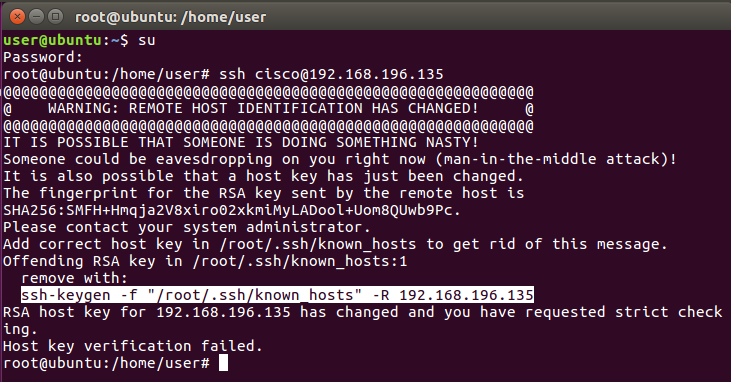 root@ubuntu: /home/user
user@ubuntu:~$ su
Password:
root@ubuntu:/home/user# ssh cisco@192.168.196.135
@@@@@@@@@@@@@@@@@@@@@@@@@@@@@@@@@@@@@@@@@@@@@@@@@@@@@@@@@@@
@    WARNING: REMOTE HOST IDENTIFICATION HAS CHANGED!     @
@@@@@@@@@@@@@@@@@@@@@@@@@@@@@@@@@@@@@@@@@@@@@@@@@@@@@@@@@@@
IT IS POSSIBLE THAT SOMEONE IS DOING SOMETHING NASTY!
Someone could be eavesdropping on you right now (man-in-the-middle attack)!
It is also possible that a host key has just been changed.
The fingerprint for the RSA key sent by the remote host is
SHA256:SMFH+Hmqja2V8xiro02xkmiMyLADool+Uom8QUwb9Pc.
Please contact your system administrator.
Add correct host key in /root/.ssh/known_hosts to get rid of this message.
Offending RSA key in /root/.ssh/known_hosts:1
  remove with:
  ssh-keygen -f "/root/.ssh/known_hosts" -R 192.168.196.135
RSA host key for 192.168.196.135 has changed and you have requested strict check
ing.
Host key verification failed.
root@ubuntu:/home/user#